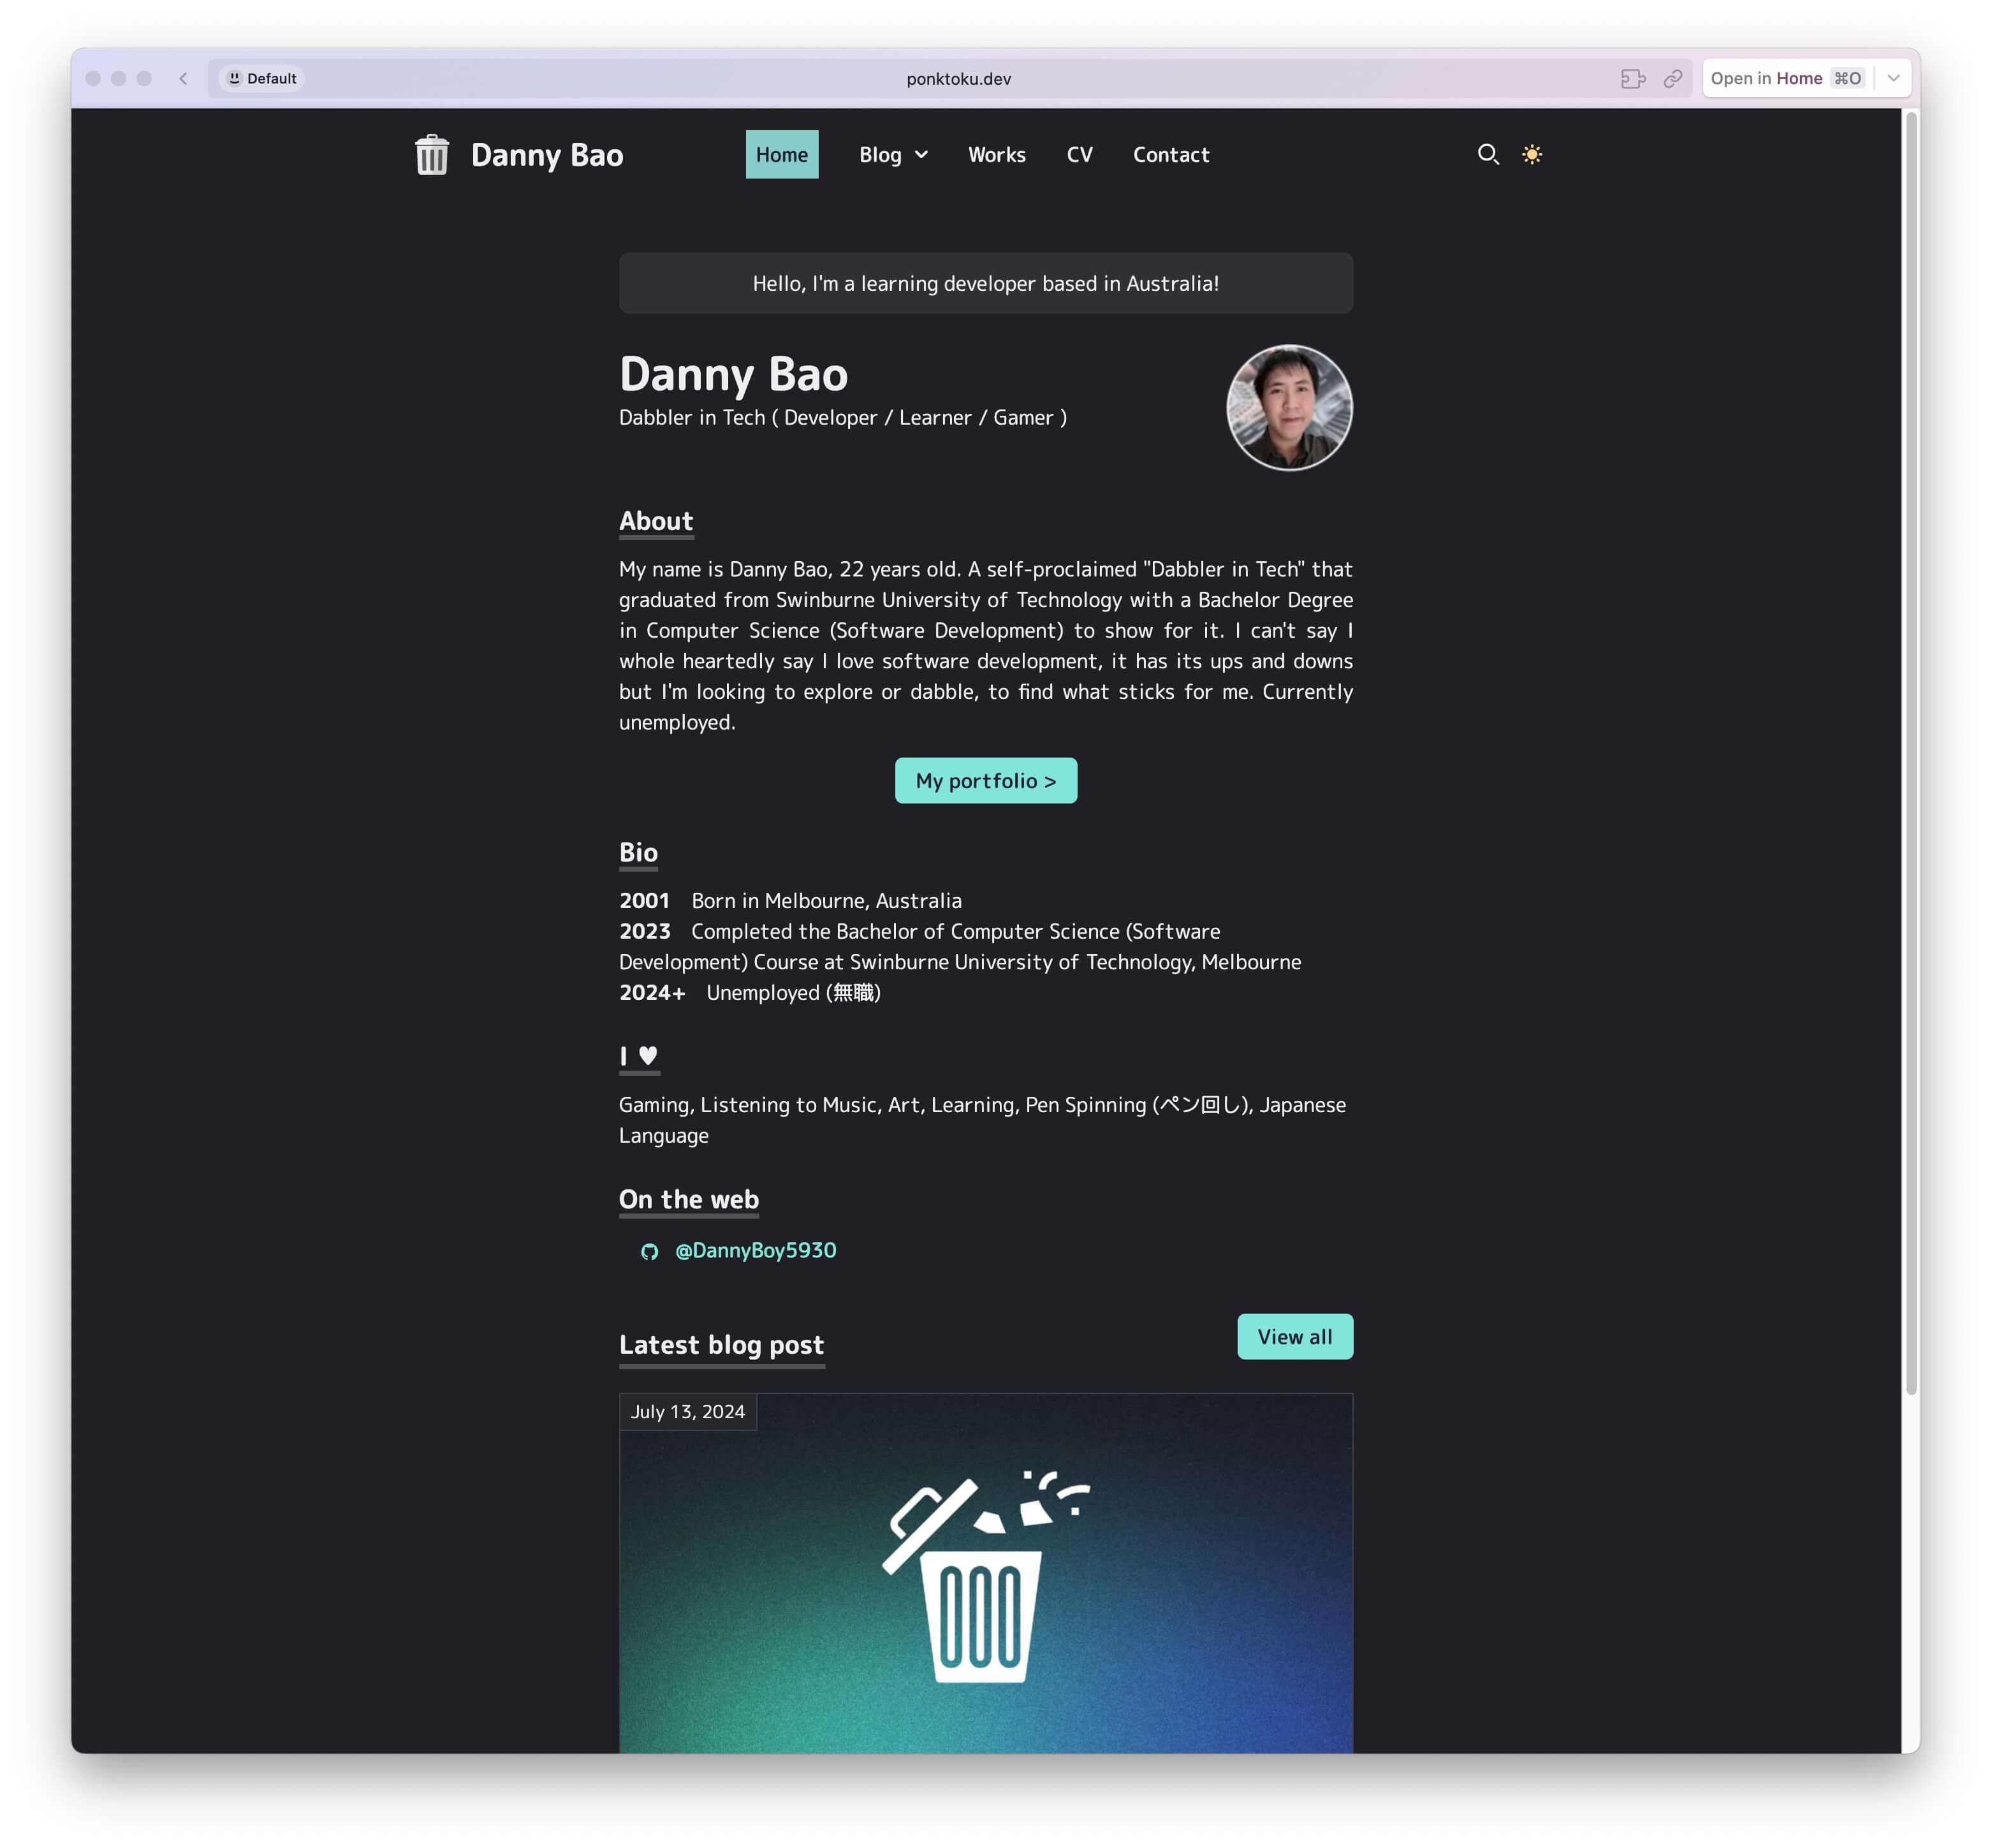 Default
ponktoku.dev
Open in Home ⌘O
Danny Bao
Home
Blog
Works
CV
Contact
Hello, I'm a learning developer based in Australia!
Danny Bao
Dabbler in Tech ( Developer / Learner / Gamer )
About
My name is Danny Bao, 22 years old. A self-proclaimed "Dabbler in Tech" that
graduated from Swinburne University of Technology with a Bachelor Degree
in Computer Science (Software Development) to show for it. I can't say I
whole heartedly say I love software development, it has its ups and downs
but I'm looking to explore or dabble, to find what sticks for me. Currently
unemployed.
My portfolio >
Bio
2001 Born in Melbourne, Australia
2023 Completed the Bachelor of Computer Science (Software
Development) Course at Swinburne University of Technology, Melbourne
2024+ Unemployed (無職)
I ♥
Gaming, Listening to Music, Art, Learning, Pen Spinning (ペン回し), Japanese
Language
On the web
@DannyBoy5930
Latest blog post
View all
July 13, 2024